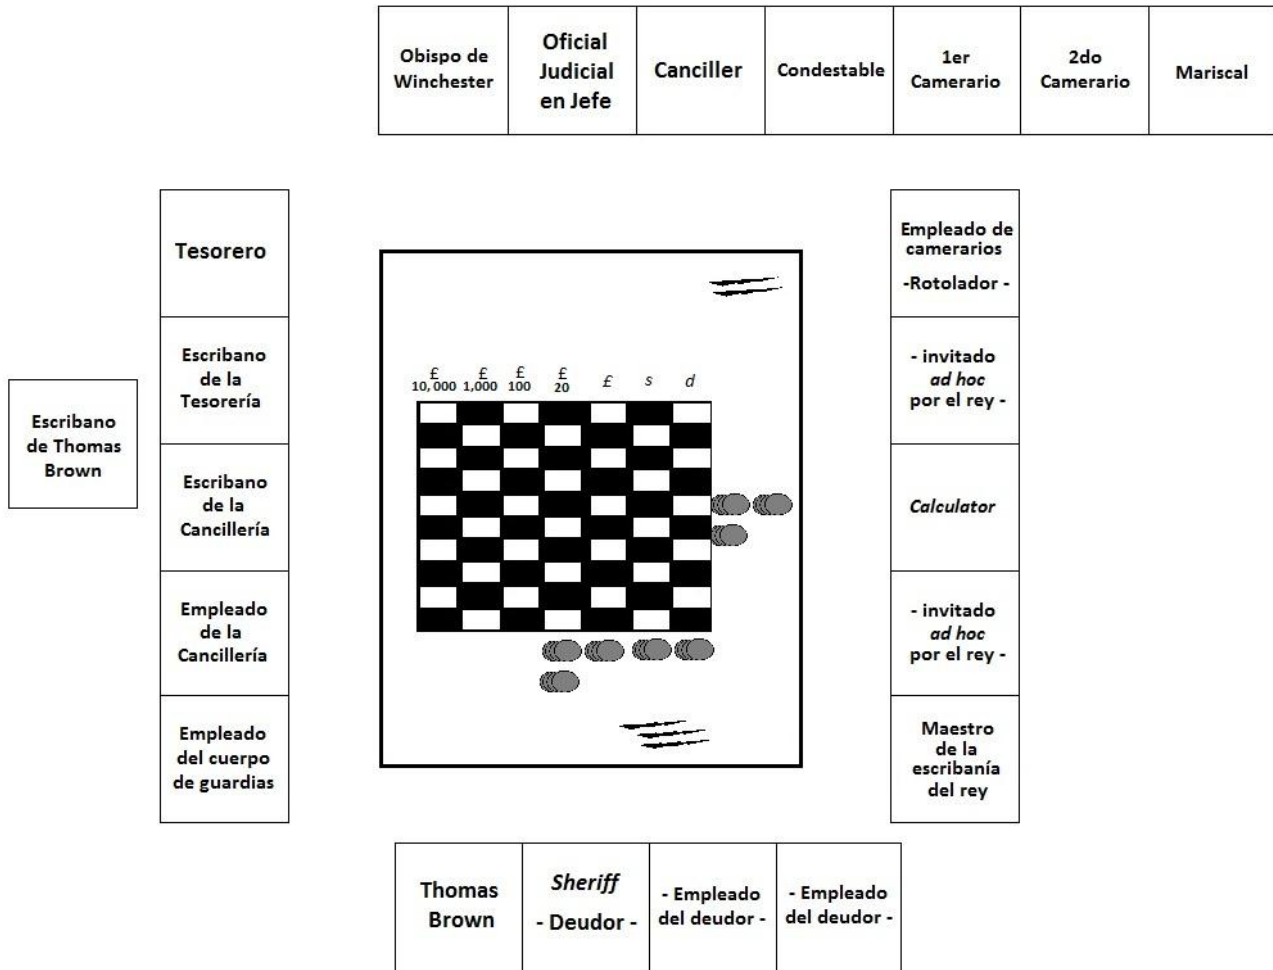 Obispo de
Winchester
Oficial
Judicial
en Jefe
Canciller
Condestable
1er
Camerario
2do
Camerario
Mariscal
Tesorero
Escribano
de la
Tesorería
Escribano
de la
Cancillería
Empleado
de la
Cancillería
Empleado
del cuerpo
de guardias
Escribano
de Thomas
Brown
£ £ £ £ £ s d
10,000 1,000 100 20
Empleado de
camerarios
-Rotolador -
- invitado
ad hoc
por el rey -
Calculator
- invitado
ad hoc
por el rey -
Maestro
de la
escribanía
del rey
Thomas
Brown
Sheriff
- Deudor -
- Empleado
del deudor -
- Empleado
del deudor -